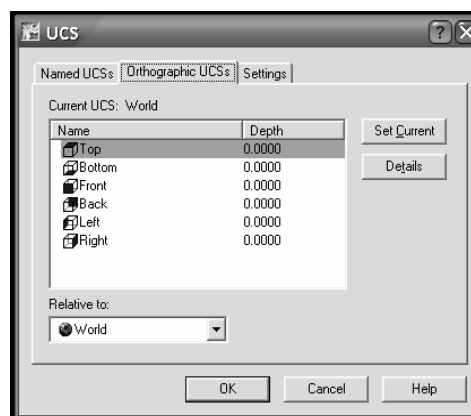 UCS
Named UCSs Orthographic UCSs Settings
Current UCS: World
Name Depth
Top 0.0000
Bottom 0.0000
Front 0.0000
Back 0.0000
Left 0.0000
Right 0.0000
Set Current
Details
Relative to:
World
OK Cancel Help